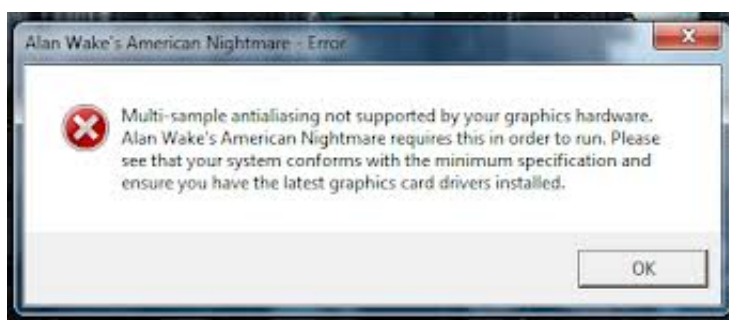 Alan Wake's American Nightmare - Error
Multi-sample antialiasing not supported by your graphics hardware.
Alan Wake's American Nightmare requires this in order to run. Please
see that your system conforms with the minimum specification and
ensure you have the latest graphics card drivers installed.
OK